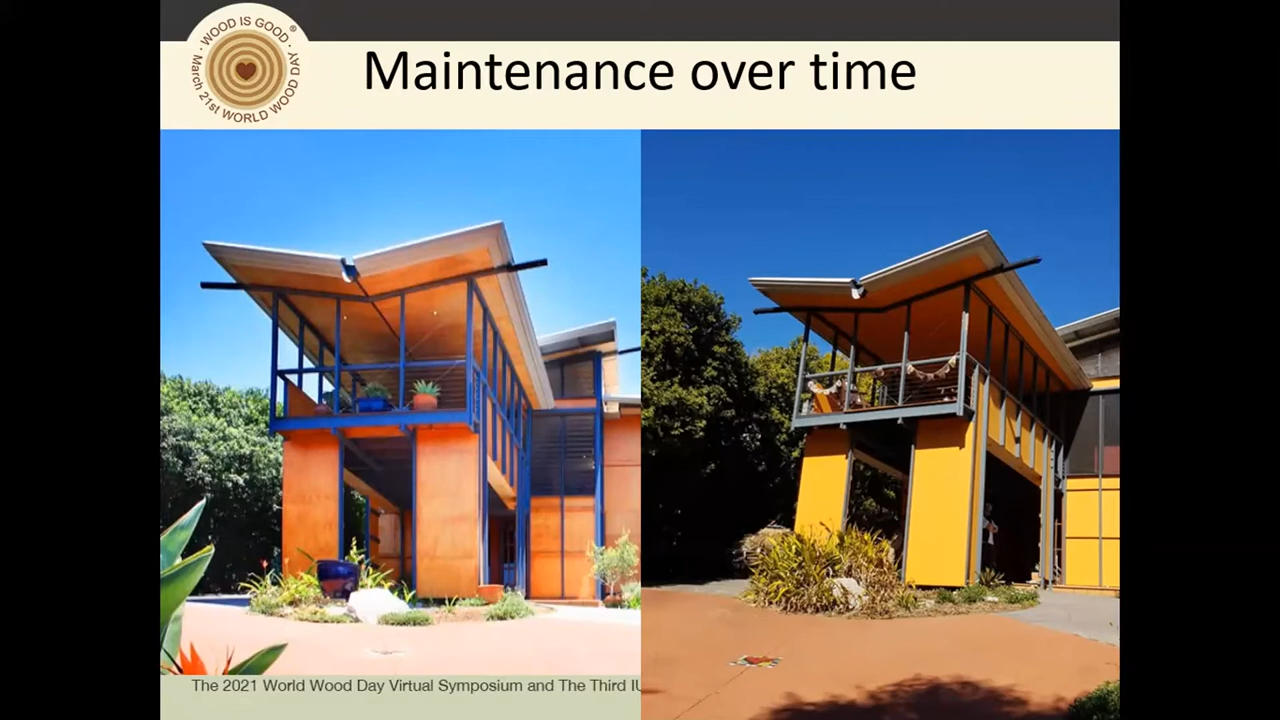 · WOOD IS GOOD · ®
March 21st WORLD WOOD DAY
Maintenance over time
The 2021 World Wood Day Virtual Symposium and The Third IU